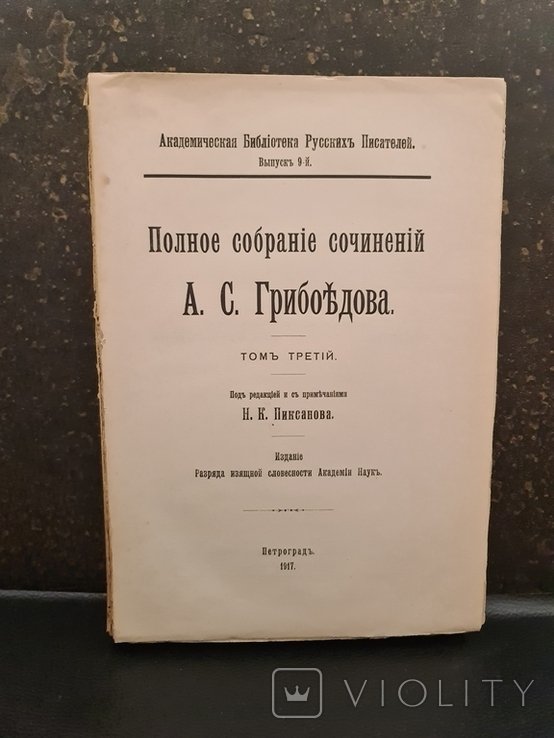 Академическая Библіотека Русскихъ Писателей.
Выпускъ 9-й.
Полное собраніе сочиненій
А. С. Грибоѣдова.
ТОМЪ ТРЕТІЙ.
Подъ редакціей и съ примѣчаніями
Н. К. Пиксанова.
Изданіе
Разряда изящной словесности Академіи Наукъ.
Петроградъ.
1917.
VIOLITY